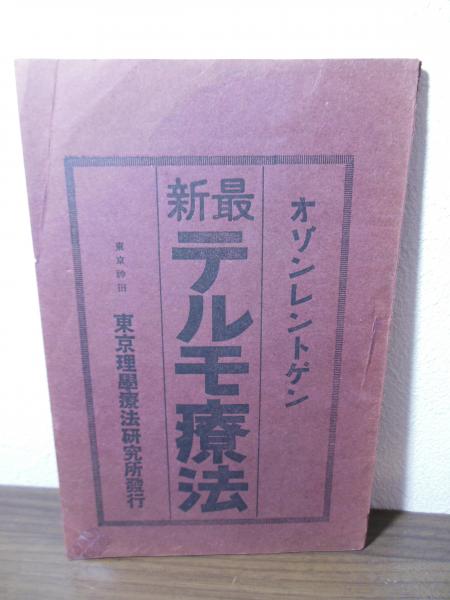 オゾンレントゲン
最新
テルモ療法
東京神田
東京理學療法研究所發行